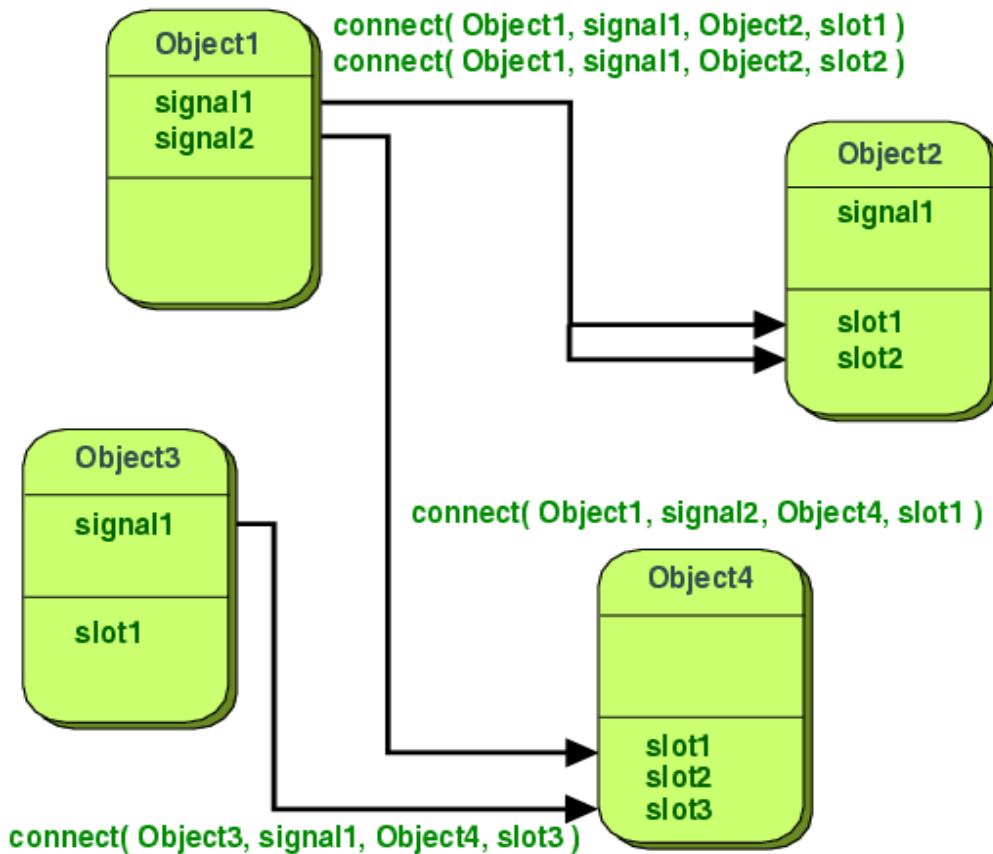 Object1
signal1
signal2
connect( Object1, signal1, Object2, slot1 )
connect( Object1, signal1, Object2, slot2 )
Object2
signal1
slot1
slot2
Object3
signal1
slot1
connect( Object1, signal2, Object4, slot1 )
Object4
slot1
slot2
slot3
connect( Object3, signal1, Object4, slot3 )